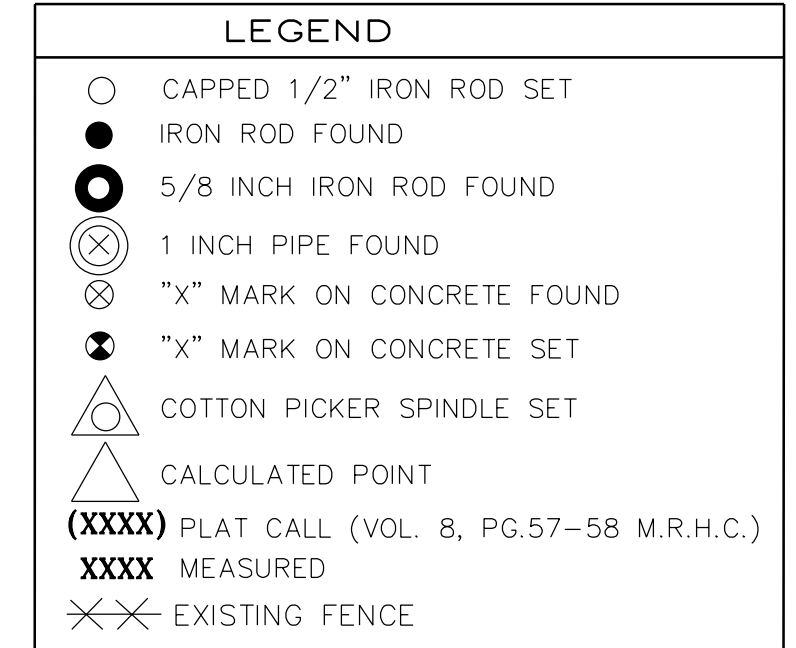 LEGEND
CAPPED 1/2" IRON ROD SET
IRON ROD FOUND
5/8 INCH IRON ROD FOUND
1 INCH PIPE FOUND
"X" MARK ON CONCRETE FOUND
"X" MARK ON CONCRETE SET
COTTON PICKER SPINDLE SET
CALCULATED POINT
(XXXX) PLAT CALL (VOL. 8, PG.57-58 M.R.H.C.)
XXXX MEASURED
EXISTING FENCE